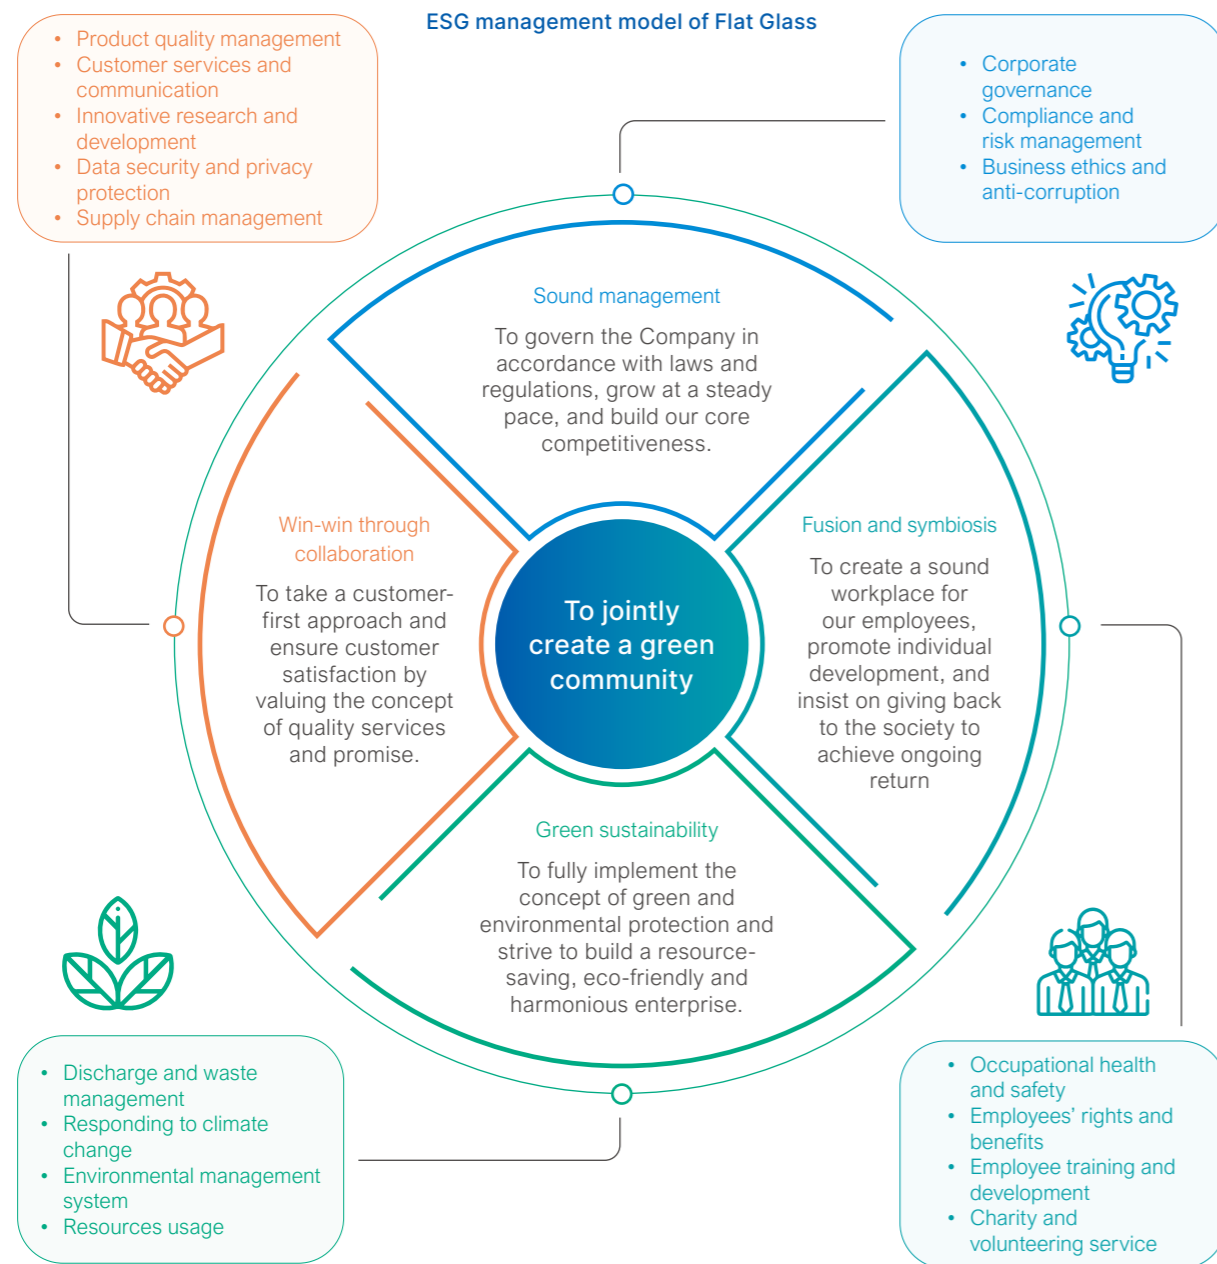 ESG management model of Flat Glass
• Product quality management
• Customer services and
communication
• Innovative research and
development
• Data security and privacy
protection
• Supply chain management
• Corporate
governance
• Compliance and
risk management
• Business ethics and
anti-corruption
Sound management
To govern the Company in
accordance with laws and
regulations, grow at a steady
pace, and build our core
competitiveness.
Win-win through
collaboration
To take a customer-
first approach and
ensure customer
satisfaction by
valuing the concept
of quality services
and promise.
To jointly
create a green
community
Fusion and symbiosis
To create a sound
workplace for
our employees,
promote individual
development, and
insist on giving back
to the society to
achieve ongoing
return
Green sustainability
To fully implement the
concept of green and
environmental protection and
strive to build a resource-
saving, eco-friendly and
harmonious enterprise.
• Discharge and waste
management
• Responding to climate
change
• Environmental management
system
• Resources usage
• Occupational health
and safety
• Employees’ rights and
benefits
• Employee training and
development
• Charity and
volunteering service